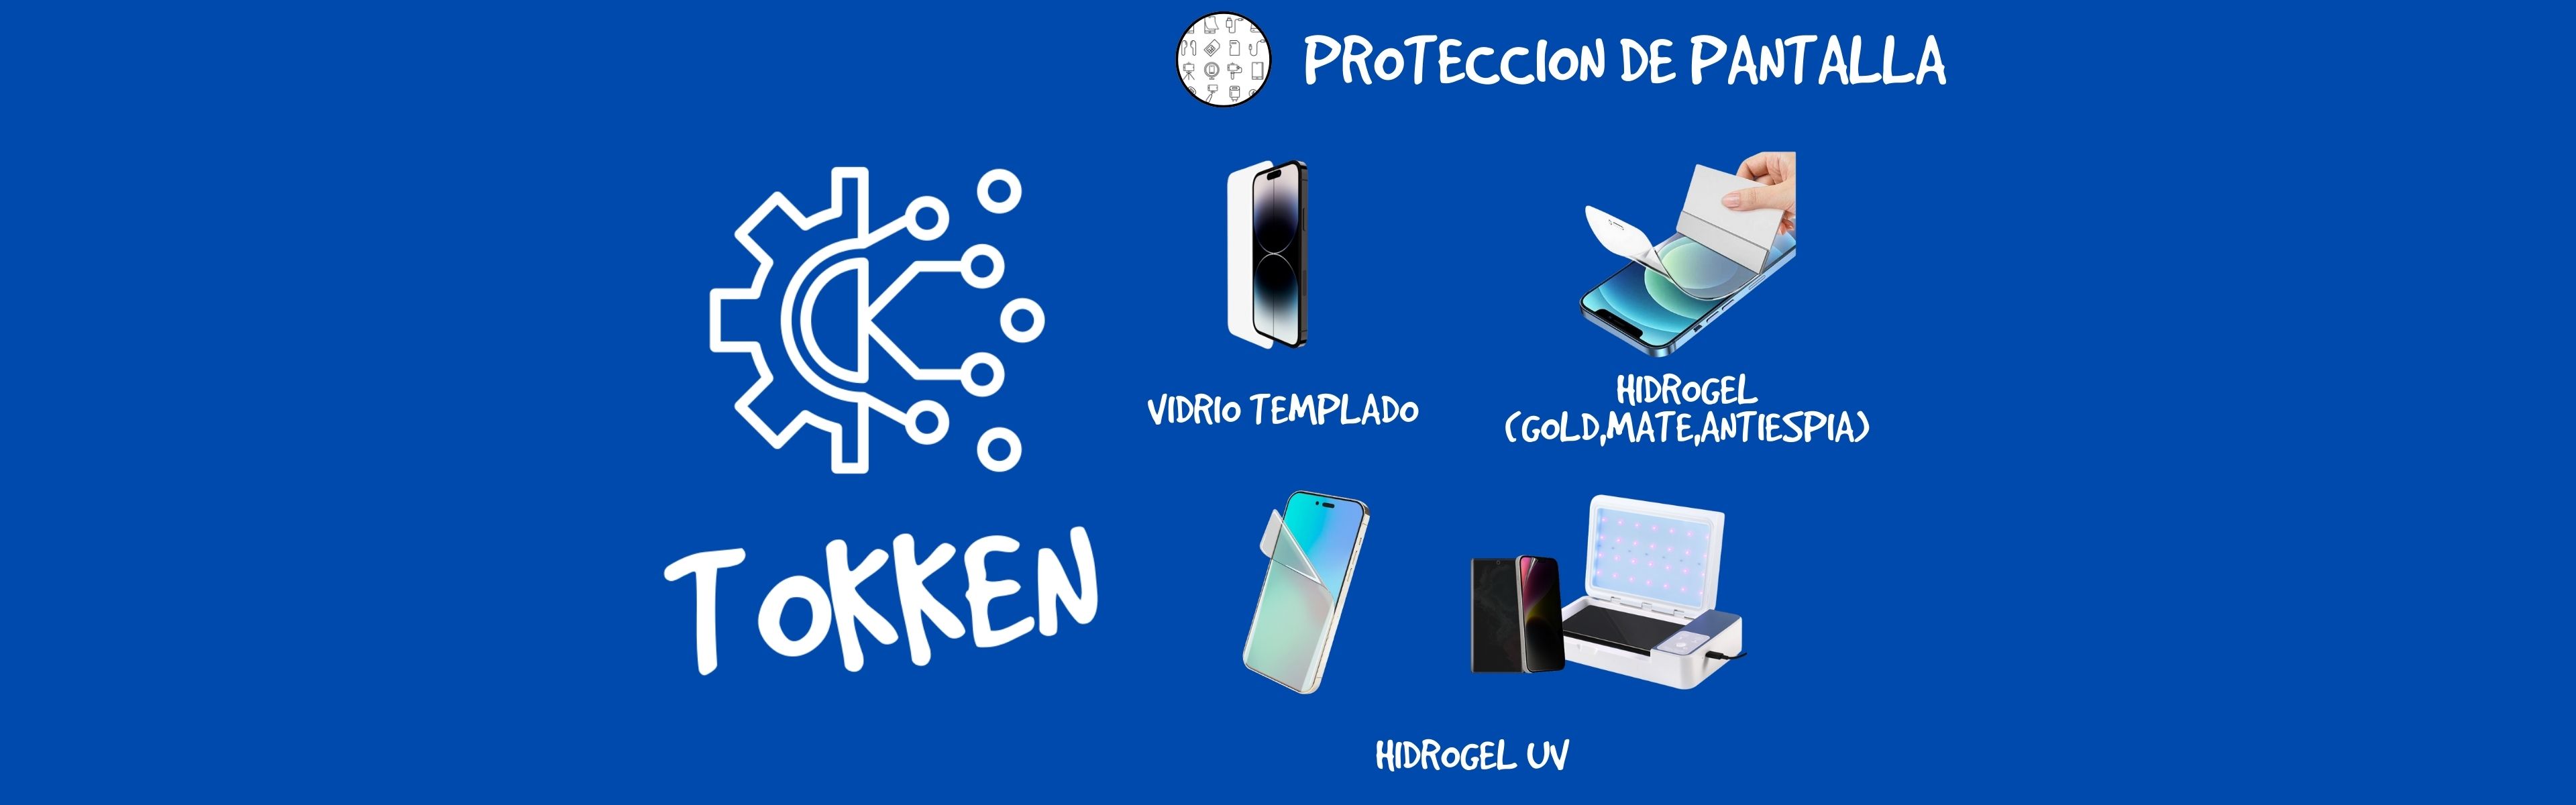 PROTECCION DE PANTALLA
VIDRIO TEMPLADO
HIDROGEL
(GOLD,MATE,ANTIESPIA)
TOKKEN
HIDROGEL UV